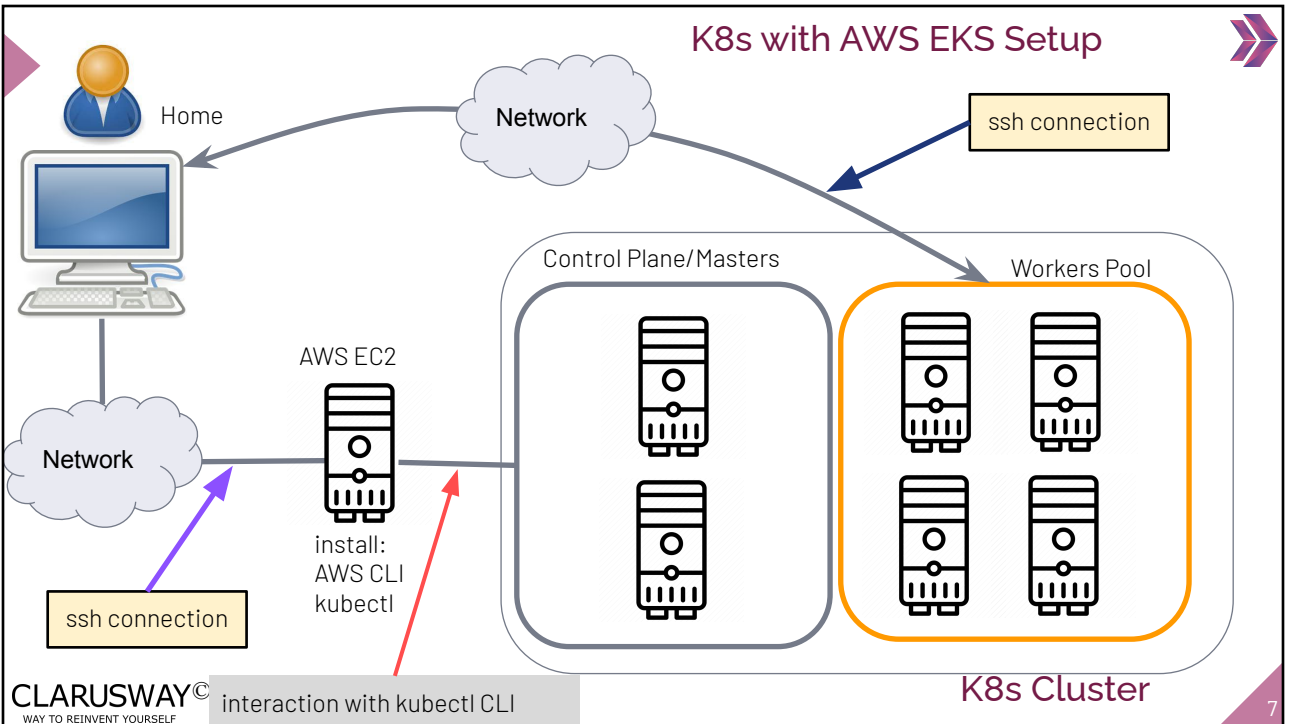 K8s with AWS EKS Setup
Home
Network
ssh connection
Control Plane/Masters
Workers Pool
AWS EC2
Network
install:
AWS CLI
kubectl
ssh connection
K8s Cluster
CLARUSWAY©
WAY TO REINVENT YOURSELF
interaction with kubectl CLI
7